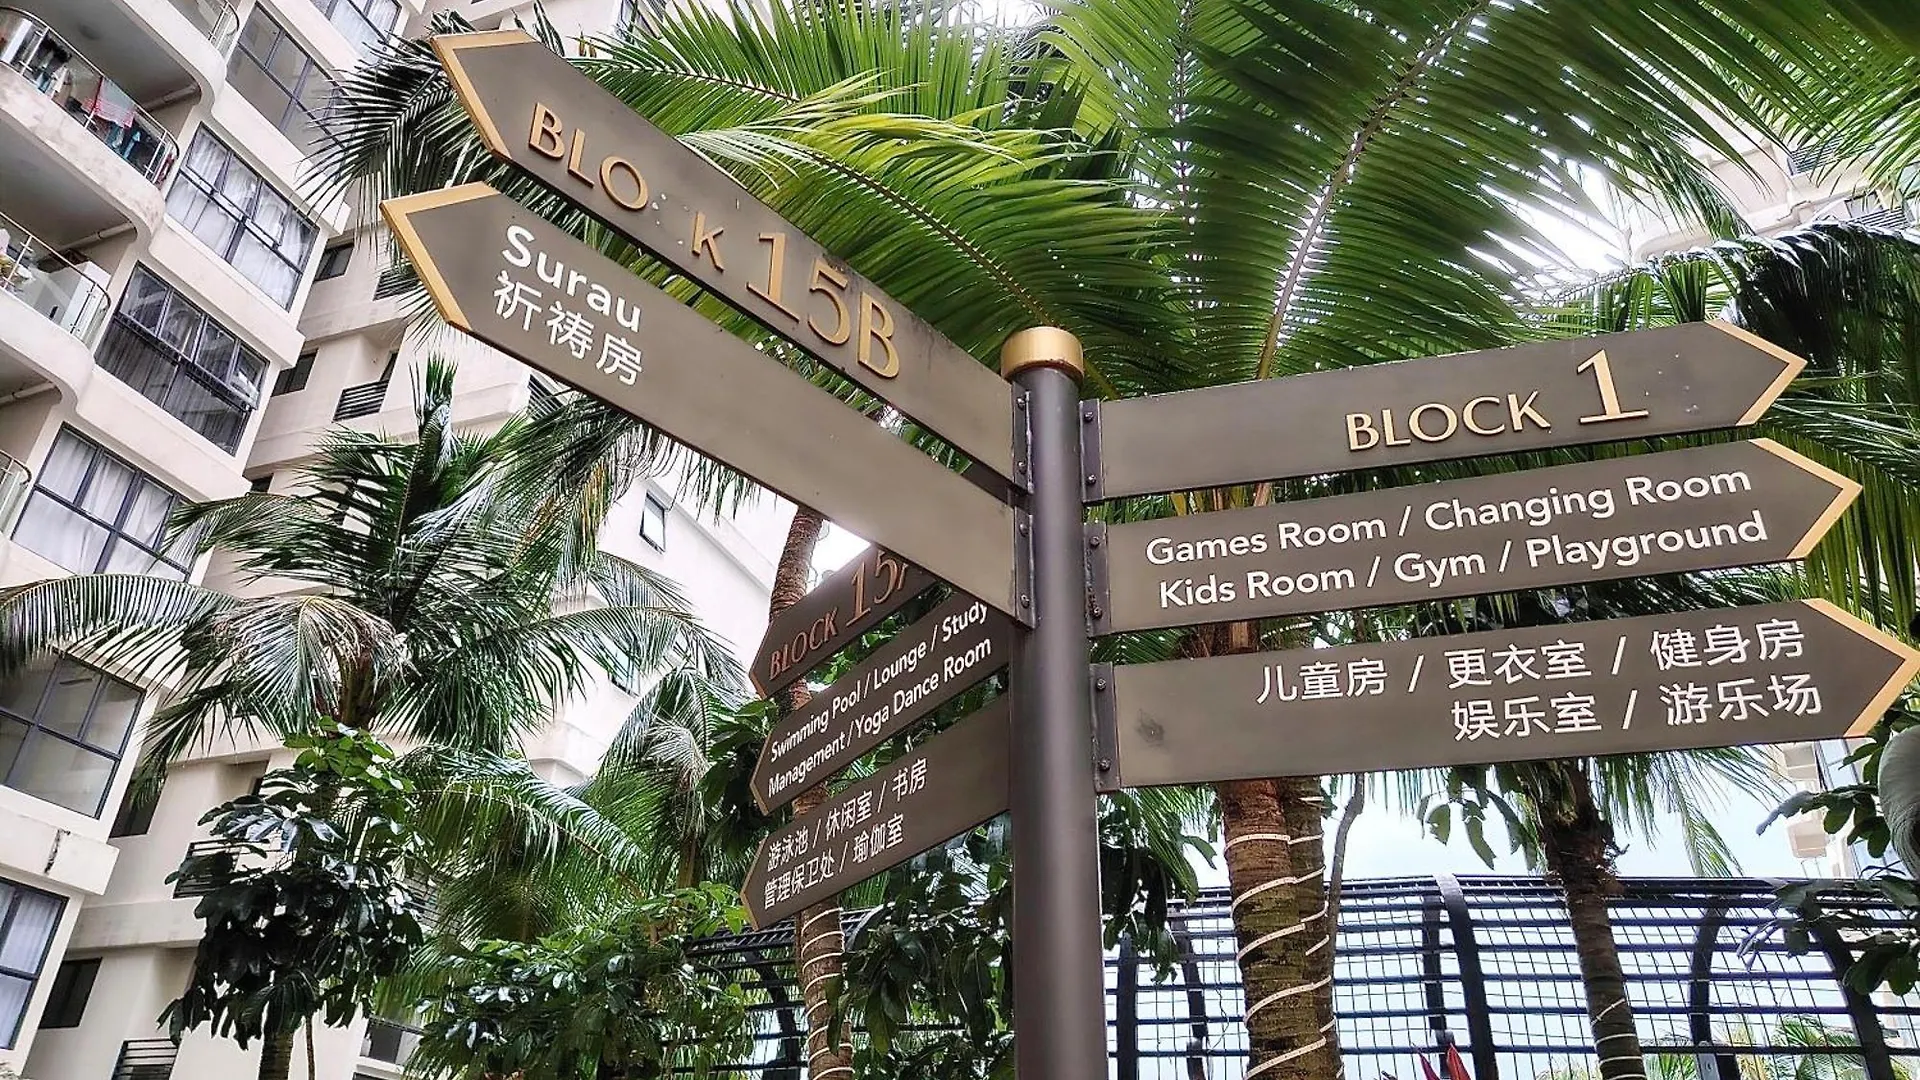 BLO K 15B
Surau
祈祷房
BLOCK 1
Games Room / Changing Room
Kids Room / Gym / Playground
儿童房 / 更衣室 / 健身房
娱乐室 / 游乐场
BLOCK 15A
Swimming Pool / Lounge / Study
Management / Yoga Dance Room
游泳池 / 休闲室 / 书房
管理保卫处 / 瑜伽室